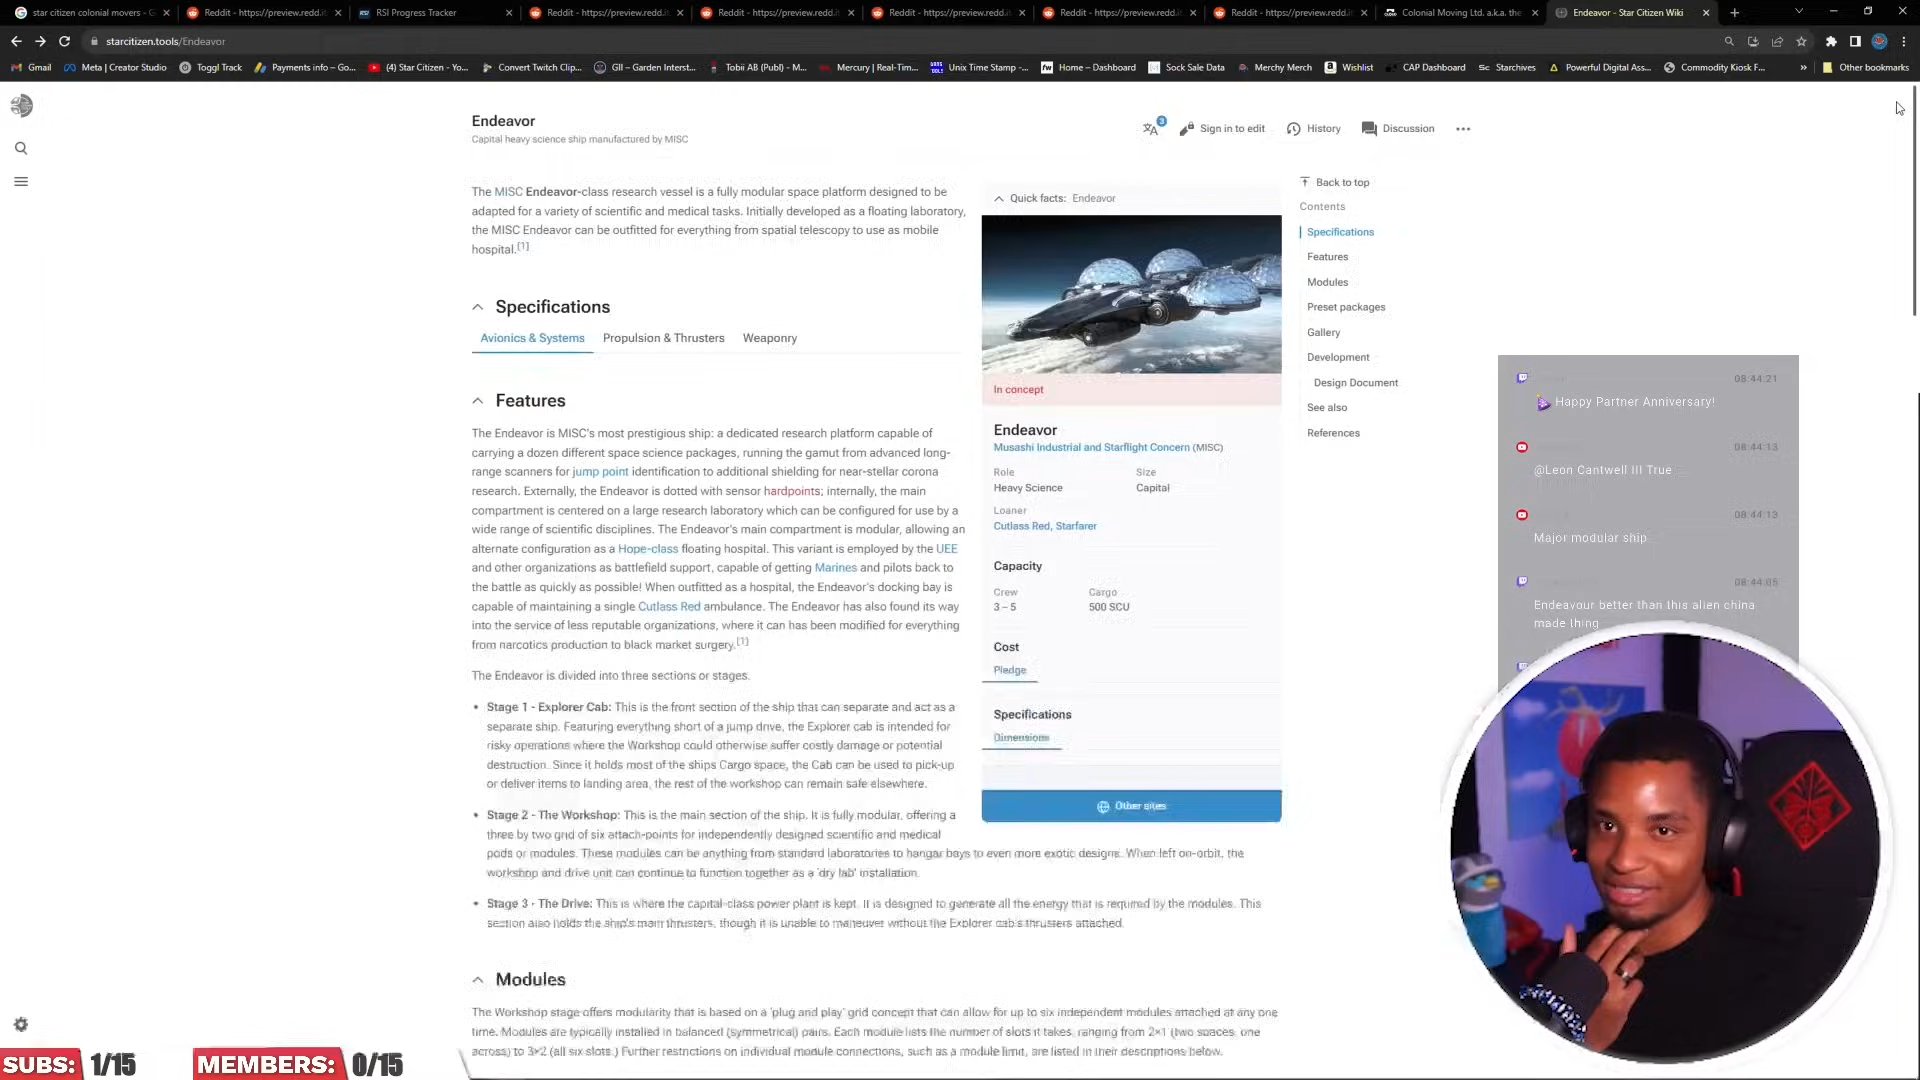 star citizen colonial movers - G
Reddit - https://preview.redd.it
RSI Progress Tracker
Reddit - https://preview.redd.it
Reddit - https://preview.redd.it
Reddit - https://preview.redd.it
Reddit - https://preview.redd.it
Reddit - https://preview.redd.it
Colonial Moving Ltd. a.k.a. the
Endeavor - Star Citizen Wiki
starcitizen.tools/Endeavor
Gmail
Meta | Creator Studio
Toggl Track
Payments info – Go...
(4) Star Citizen - Yo...
Convert Twitch Clip...
GII – Garden Interst...
Tobii AB (Publ) - M...
Mercury | Real-Tim...
Unix Time Stamp -...
Home – Dashboard
Sock Sale Data
Merchy Merch
Wishlist
CAP Dashboard
Sc
Starchives
Powerful Digital Ass...
Commodity Kiosk F...
»
Other bookmarks
Endeavor
Capital heavy science ship manufactured by MISC
3
Sign in to edit
History
Discussion
The MISC Endeavor-class research vessel is a fully modular space platform designed to be
adapted for a variety of scientific and medical tasks. Initially developed as a floating laboratory,
the MISC Endeavor can be outfitted for everything from spatial telescopy to use as mobile
hospital.[1]
Specifications
Avionics & Systems
Propulsion & Thrusters
Weaponry
Features
The Endeavor is MISC's most prestigious ship: a dedicated research platform capable of
carrying a dozen different space science packages, running the gamut from advanced long-
range scanners for jump point identification to additional shielding for near-stellar corona
research. Externally, the Endeavor is dotted with sensor hardpoints; internally, the main
compartment is centered on a large research laboratory which can be configured for use by a
wide range of scientific disciplines. The Endeavor's main compartment is modular, allowing an
alternate configuration as a Hope-class floating hospital. This variant is employed by the UEE
and other organizations as battlefield support, capable of getting Marines and pilots back to
the battle as quickly as possible! When outfitted as a hospital, the Endeavor's docking bay is
capable of maintaining a single Cutlass Red ambulance. The Endeavor has also found its way
into the service of less reputable organizations, where it can has been modified for everything
from narcotics production to black market surgery.[1]
The Endeavor is divided into three sections or stages.
• Stage 1 - Explorer Cab: This is the front section of the ship that can separate and act as a
separate ship. Featuring everything short of a jump drive, the Explorer cab is intended for
risky operations where the Workshop could otherwise suffer costly damage or potential
destruction. Since it holds most of the ships Cargo space, the Cab can be used to pick-up
or deliver items to landing area, the rest of the workshop can remain safe elsewhere.
• Stage 2 - The Workshop: This is the main section of the ship. It is fully modular, offering a
three by two grid of six attach-points for independently designed scientific and medical
pods or modules. These modules can be anything from standard laboratories to hangar bays to even more exotic designs. When left on-orbit, the
workshop and drive unit can continue to function together as a 'dry lab' installation.
• Stage 3 - The Drive: This is where the capital-class power plant is kept. It is designed to generate all the energy that is required by the modules. This
section also holds the ship's main thrusters, though it is unable to maneuver without the Explorer cab's thrusters attached.
Modules
The Workshop stage offers modularity that is based on a 'plug and play' grid concept that can allow for up to six independent modules attached at any one
time. Modules are typically installed in balanced (symmetrical) pairs. Each module lists the number of slots it takes, ranging from 2×1 (two spaces, one
across) to 3×2 (all six slots.) Further restrictions on individual module connections, such as a module limit, are listed in their descriptions below.
Quick facts: Endeavor
In concept
Endeavor
Musashi Industrial and Starflight Concern (MISC)
Role
Size
Heavy Science
Capital
Loaner
Cutlass Red, Starfarer
Capacity
Crew
Cargo
3 – 5
500 SCU
Cost
Pledge
Specifications
Dimensions
Other sites
Back to top
Contents
Specifications
Features
Modules
Preset packages
Gallery
Development
Design Document
See also
References
08:44:21
Happy Partner Anniversary!
08:44:13
@Leon Cantwell III True
08:44:13
Major modular ship
08:44:05
Endeavour better than this alien china
made thing
SUBS: 1/15
MEMBERS: 0/15